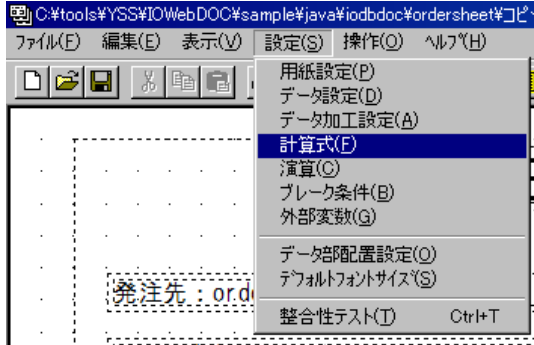 C:¥tools¥YSS¥IOWebDOC¥sample¥java¥iodbdoc¥ordersheet¥コピ
ファイル(F) 編集(E) 表示(V) 設定(S) 操作(O) ヘルプ(H)
用紙設定(P)
データ設定(D)
データ加工設定(A)
計算式(F)
演算(C)
ブレーク条件(B)
外部変数(G)
データ部配置設定(O)
デフォルトフォントサイズ(S)
発注先：or.d
整合性テスト(T) Ctrl+T